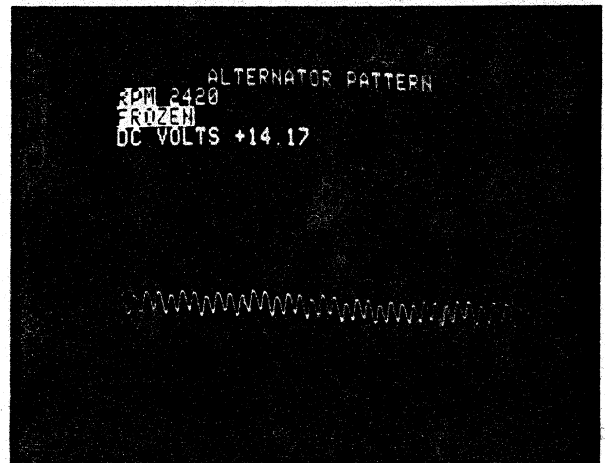 ALTERNATOR PATTERN
RPM 2420
FROZEN
DC VOLTS +14.17